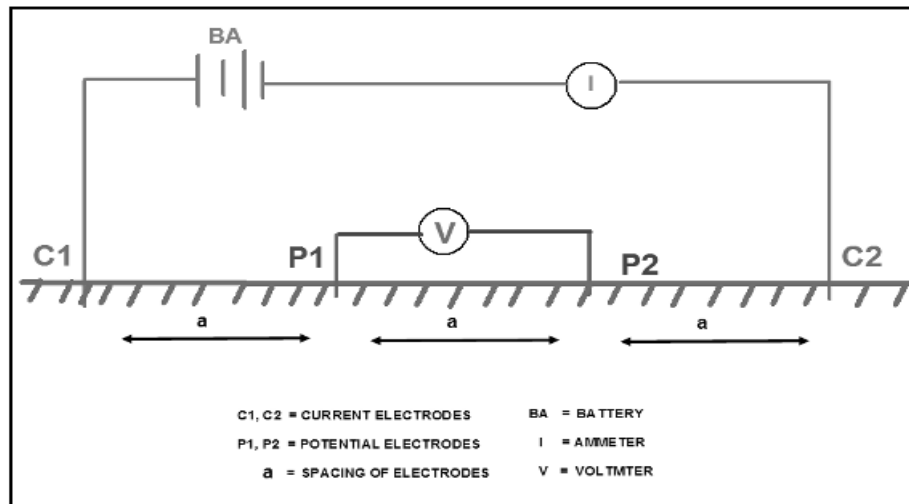 BA
I
V
C1
P1
P2
C2
a
a
a
C1, C2 = CURRENT ELECTRODES
BA = BATTERY
P1, P2 = POTENTIAL ELECTRODES
I = AMMETER
a = SPACING OF ELECTRODES
V = VOLTMTER